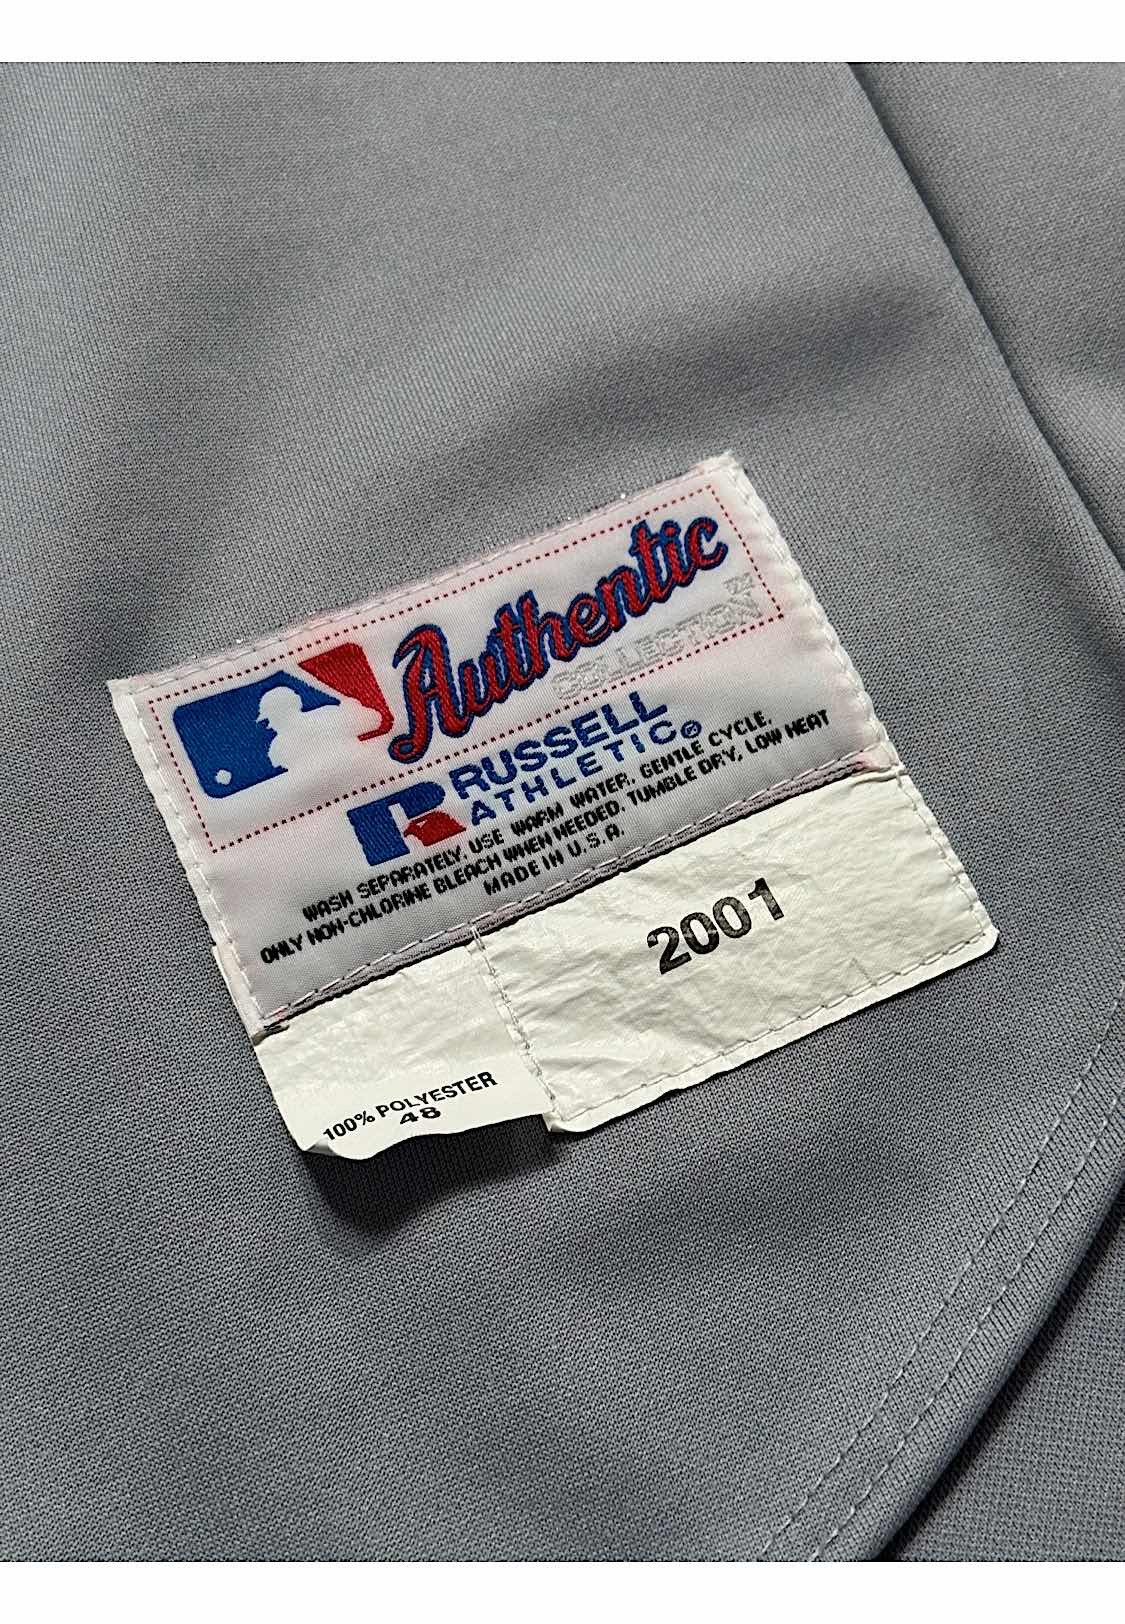 Authentic
COLLECTION™
RUSSELL
ATHLETIC®
WASH SEPARATELY, USE WARM WATER, GENTLE CYCLE,
ONLY NON-CHLORINE BLEACH WHEN NEEDED, TUMBLE DRY, LOW HEAT
MADE IN U.S.A.
2001
100% POLYESTER
48